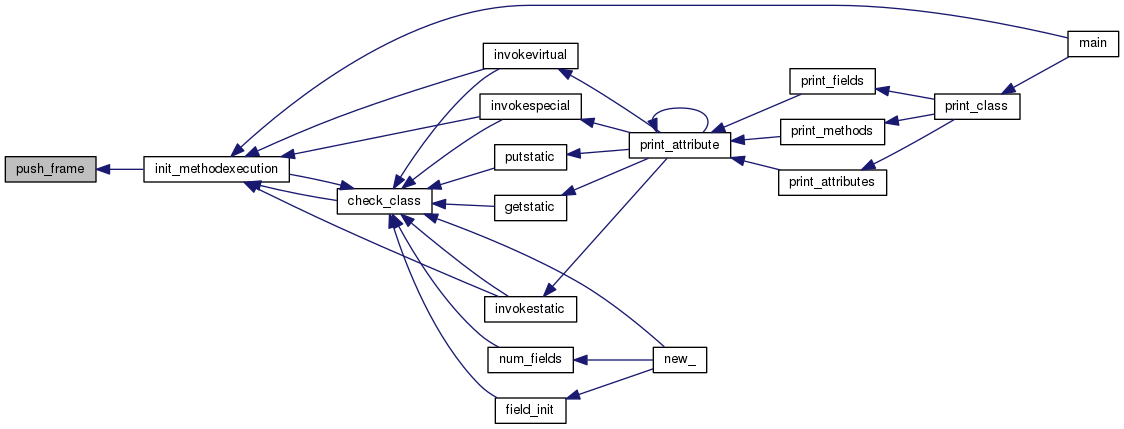 push_frame
init_methodexecution
check_class
invokevirtual
invokespecial
putstatic
getstatic
invokestatic
num_fields
field_init
print_attribute
new_
print_fields
print_methods
print_attributes
print_class
main